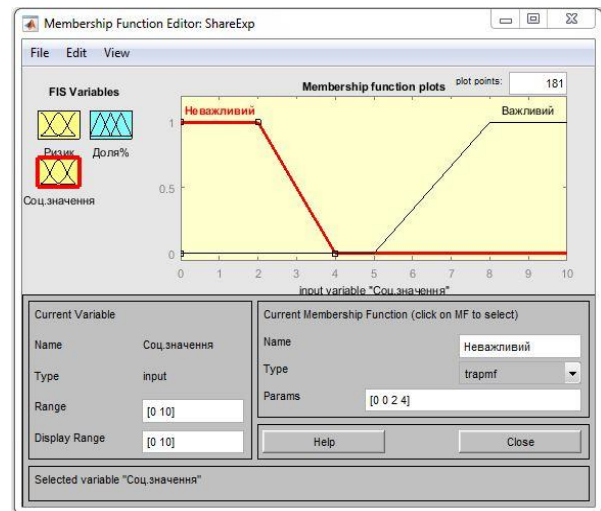 Membership Function Editor: ShareExp
File Edit View
FIS Variables
Ризик Доля%
Соц.значення
Membership function plots
plot points: 181
Неважливий
Важливий
1
0.5
0
0 1 2 3 4 5 6 7 8 9 10
input variable "Соц.значення"
Current Variable
Name Соц.значення
Type input
Range [0 10]
Display Range [0 10]
Current Membership Function (click on MF to select)
Name Неважливий
Type trapmf
Params [0 0 2 4]
Help Close
Selected variable "Соц.значення"